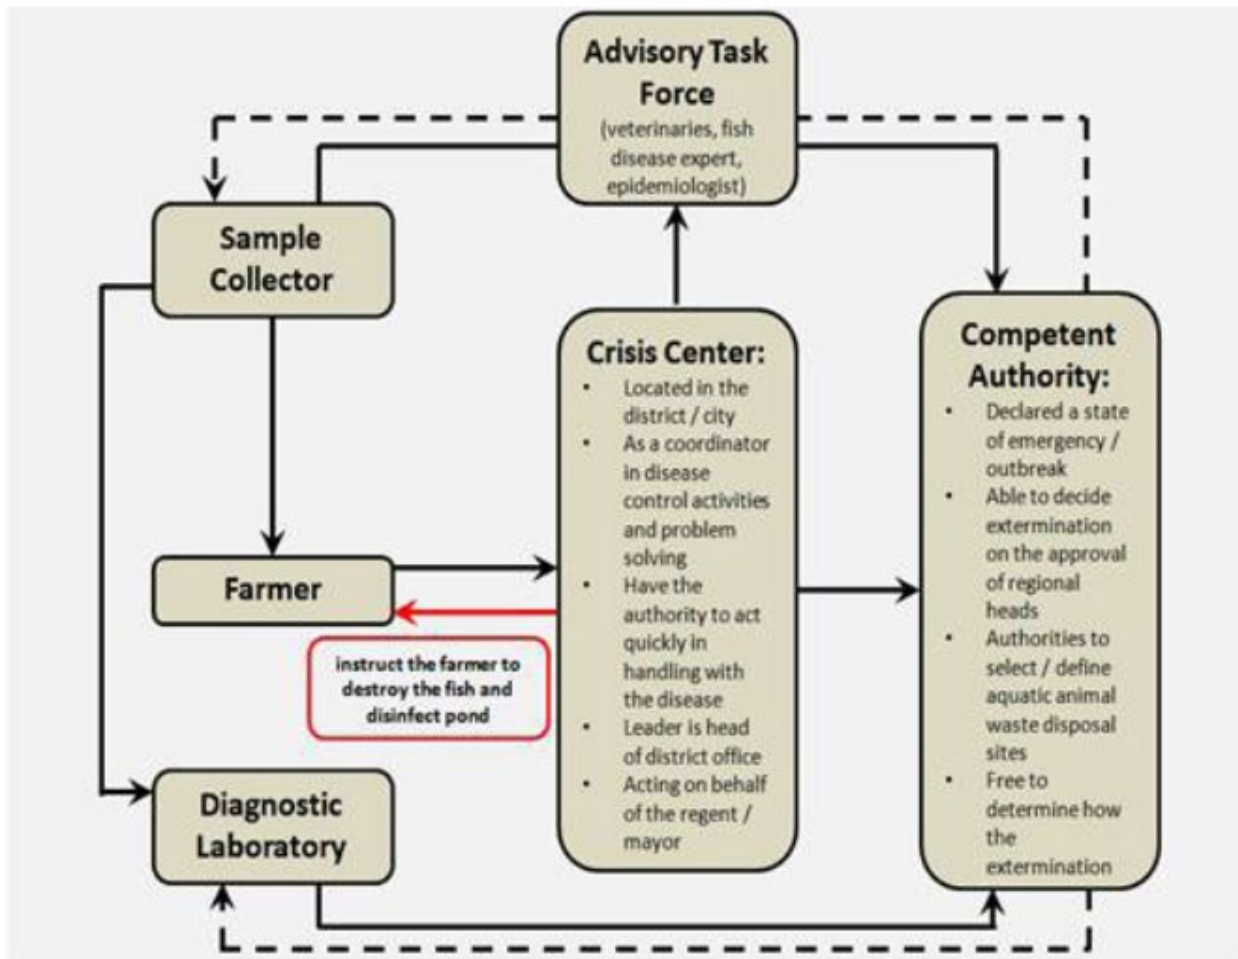 Advisory Task
Force
(veterinaries, fish
disease expert,
epidemiologist)
Sample
Collector
Crisis Center:
• Located in the
district / city
• As a coordinator
in disease
control activities
and problem
solving
• Have the
authority to act
quickly in
handling with
the disease
• Leader is head
of district office
• Acting on behalf
of the regent /
mayor
Competent
Authority:
• Declared a state
of emergency /
outbreak
• Able to decide
extermination
on the approval
of regional
heads
• Authorities to
select / define
aquatic animal
waste disposal
sites
• Free to
determine how
the
extermination
Farmer
instruct the farmer to
destroy the fish and
disinfect pond
Diagnostic
Laboratory